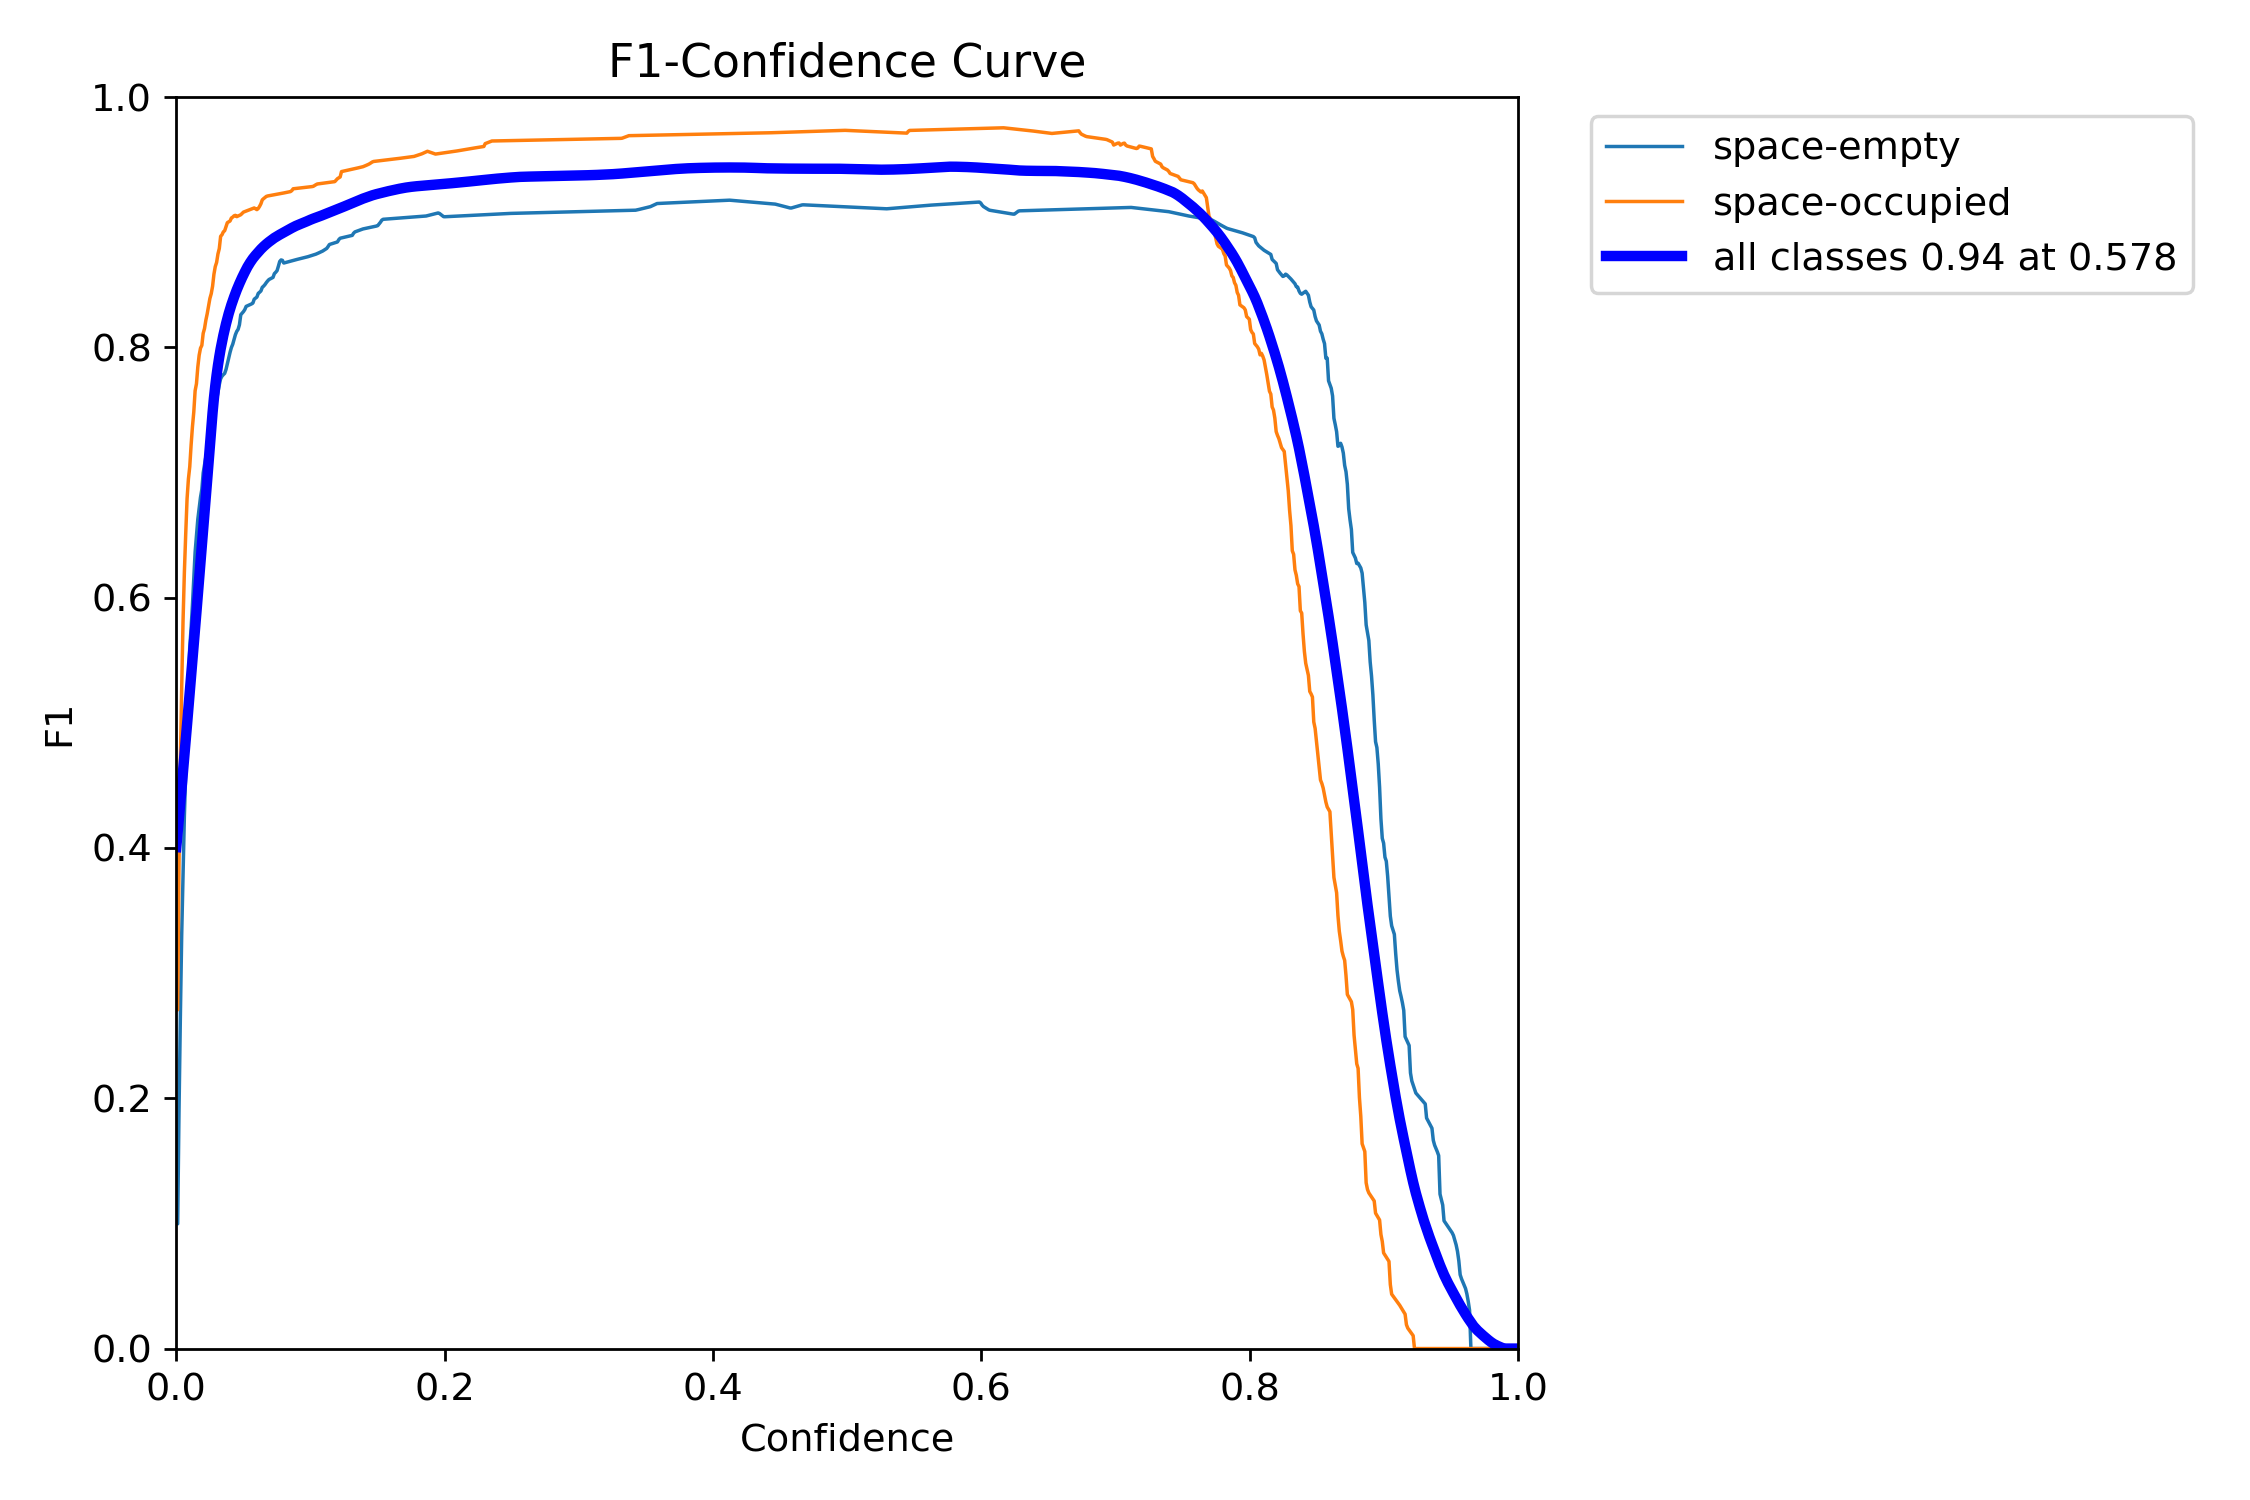 F1-Confidence Curve
1.0
0.8
0.6
0.4
0.2
0.0
F1
0.0 0.2 0.4 0.6 0.8 1.0
Confidence
space-empty
space-occupied
all classes 0.94 at 0.578